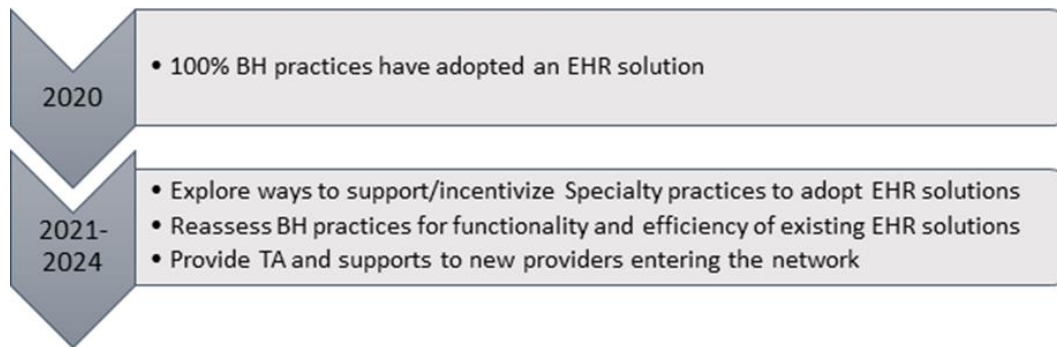 2020
• 100% BH practices have adopted an EHR solution
2021-
2024
• Explore ways to support/incentivize Specialty practices to adopt EHR solutions
• Reassess BH practices for functionality and efficiency of existing EHR solutions
• Provide TA and supports to new providers entering the network